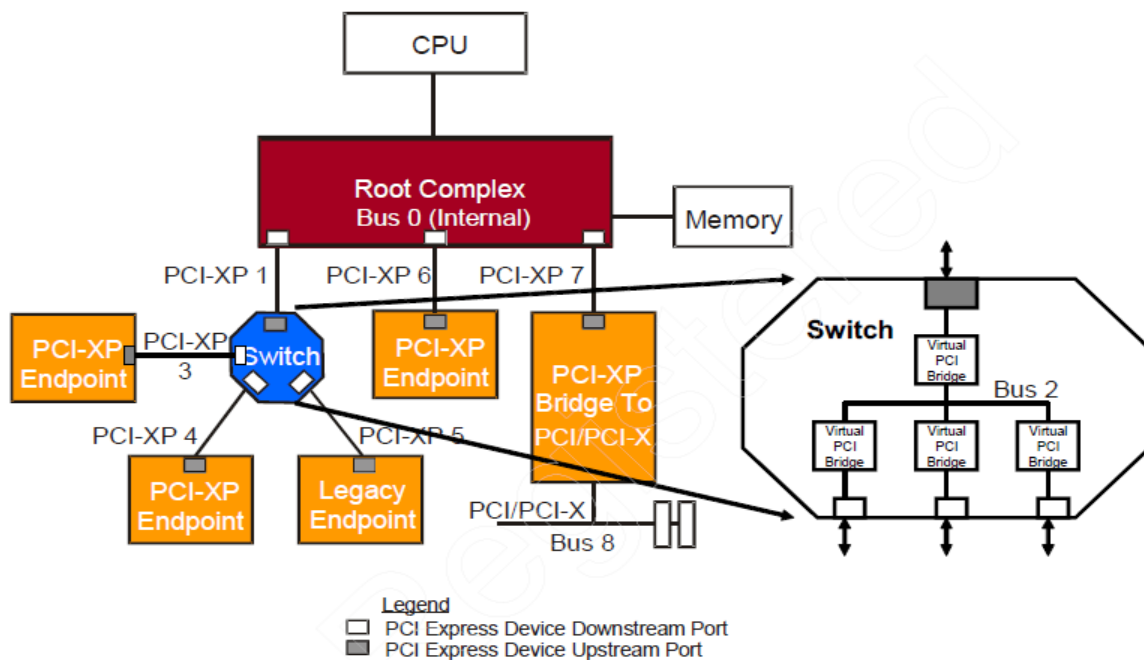 CPU
Root Complex
Bus 0 (Internal)
Memory
PCI-XP 1
PCI-XP 6
PCI-XP 7
PCI-XP
Endpoint
PCI-XP
3
Switch
PCI-XP
Endpoint
PCI-XP
Bridge To
PCI/PCI-X
PCI-XP 4
PCI-XP 5
PCI-XP
Endpoint
Legacy
Endpoint
PCI/PCI-X
Bus 8
Switch
Virtual
PCI
Bridge
Bus 2
Virtual
PCI
Bridge
Virtual
PCI
Bridge
Virtual
PCI
Bridge
Legend
PCI Express Device Downstream Port
PCI Express Device Upstream Port
Registered